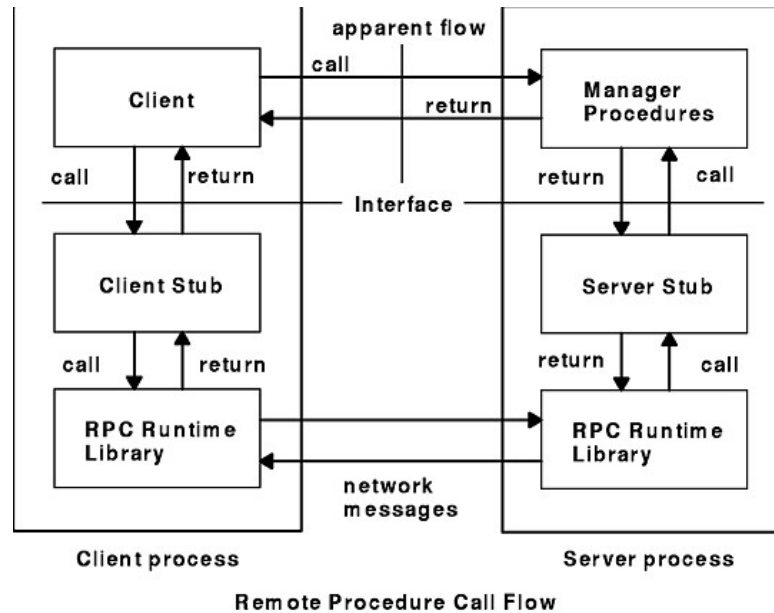 apparent flow
call
Client
Manager
Procedures
return
call
return
return
call
Interface
Client Stub
Server Stub
call
return
return
call
RPC Runtime
Library
RPC Runtime
Library
network
messages
Client process
Server process
Remote Procedure Call Flow